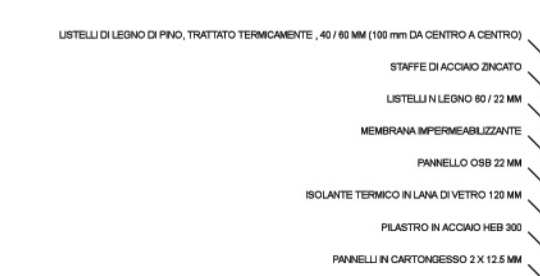 LISTELLI DI LEGNO DI PINO, TRATTATO TERMICAMENTE , 40 / 60 MM (100 mm DA CENTRO A CENTRO)
STAFFE DI ACCIAIO ZINCATO
LISTELLI N LEGNO 60 / 22 MM
MEMBRANA IMPERMEABILIZZANTE
PANNELLO OSB 22 MM
ISOLANTE TERMICO IN LANA DI VETRO 120 MM
PILASTRO IN ACCIAIO HEB 300
PANNELLI IN CARTONGESSO 2 X 12.5 MM